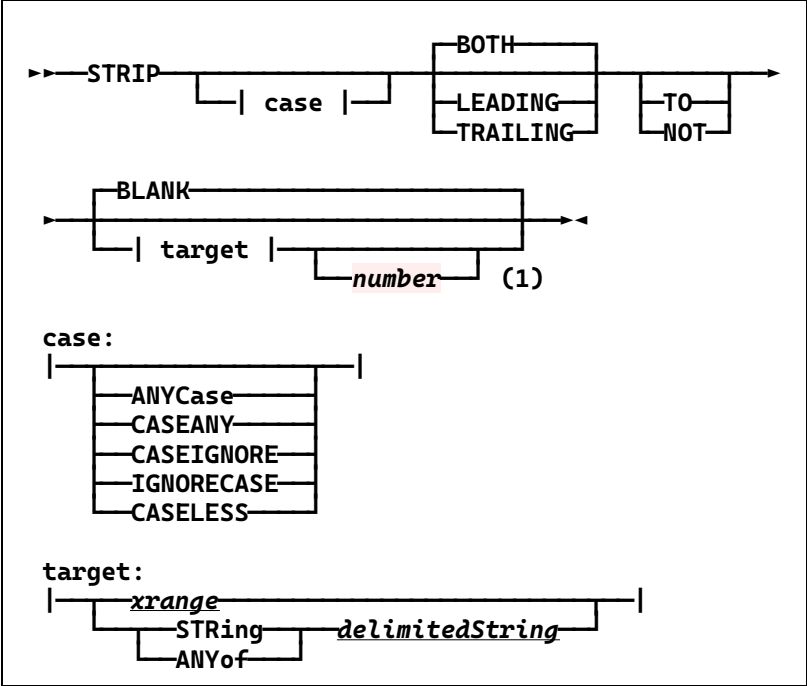 BOTH
STRIP
| case | LEADING TO
TRAILING NOT
BLANK
| target |
number (1)
case:
ANYCase
CASEANY
CASEIGNORE
IGNORECASE
CASELESS
target:
xrange
STRing delimitedString
ANYof